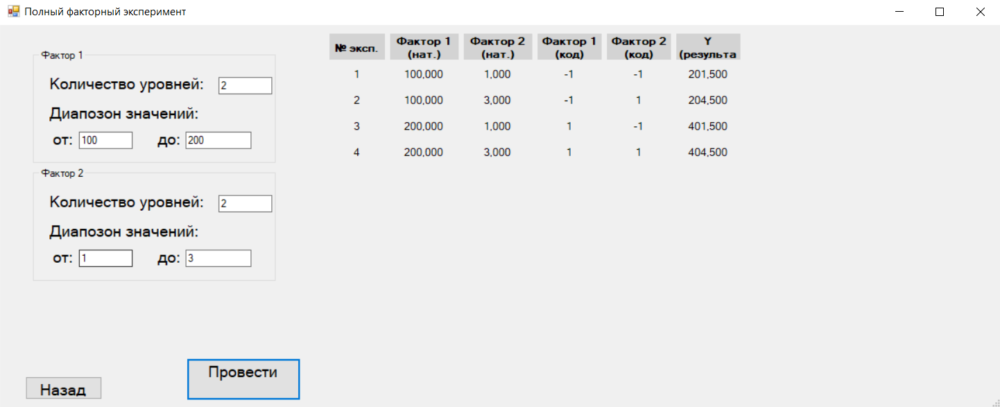 Полный факторный эксперимент
Фактор 1
Количество уровней: 2
Диапозон значений:
от: 100 до: 200
Фактор 2
Количество уровней: 2
Диапозон значений:
от: 1 до: 3
Назад
Провести
№ эксп. Фактор 1 (нат.) Фактор 2 (нат.) Фактор 1 (код) Фактор 2 (код) Y (результа
1 100,000 1,000 -1 -1 201,500
2 100,000 3,000 -1 1 204,500
3 200,000 1,000 1 -1 401,500
4 200,000 3,000 1 1 404,500